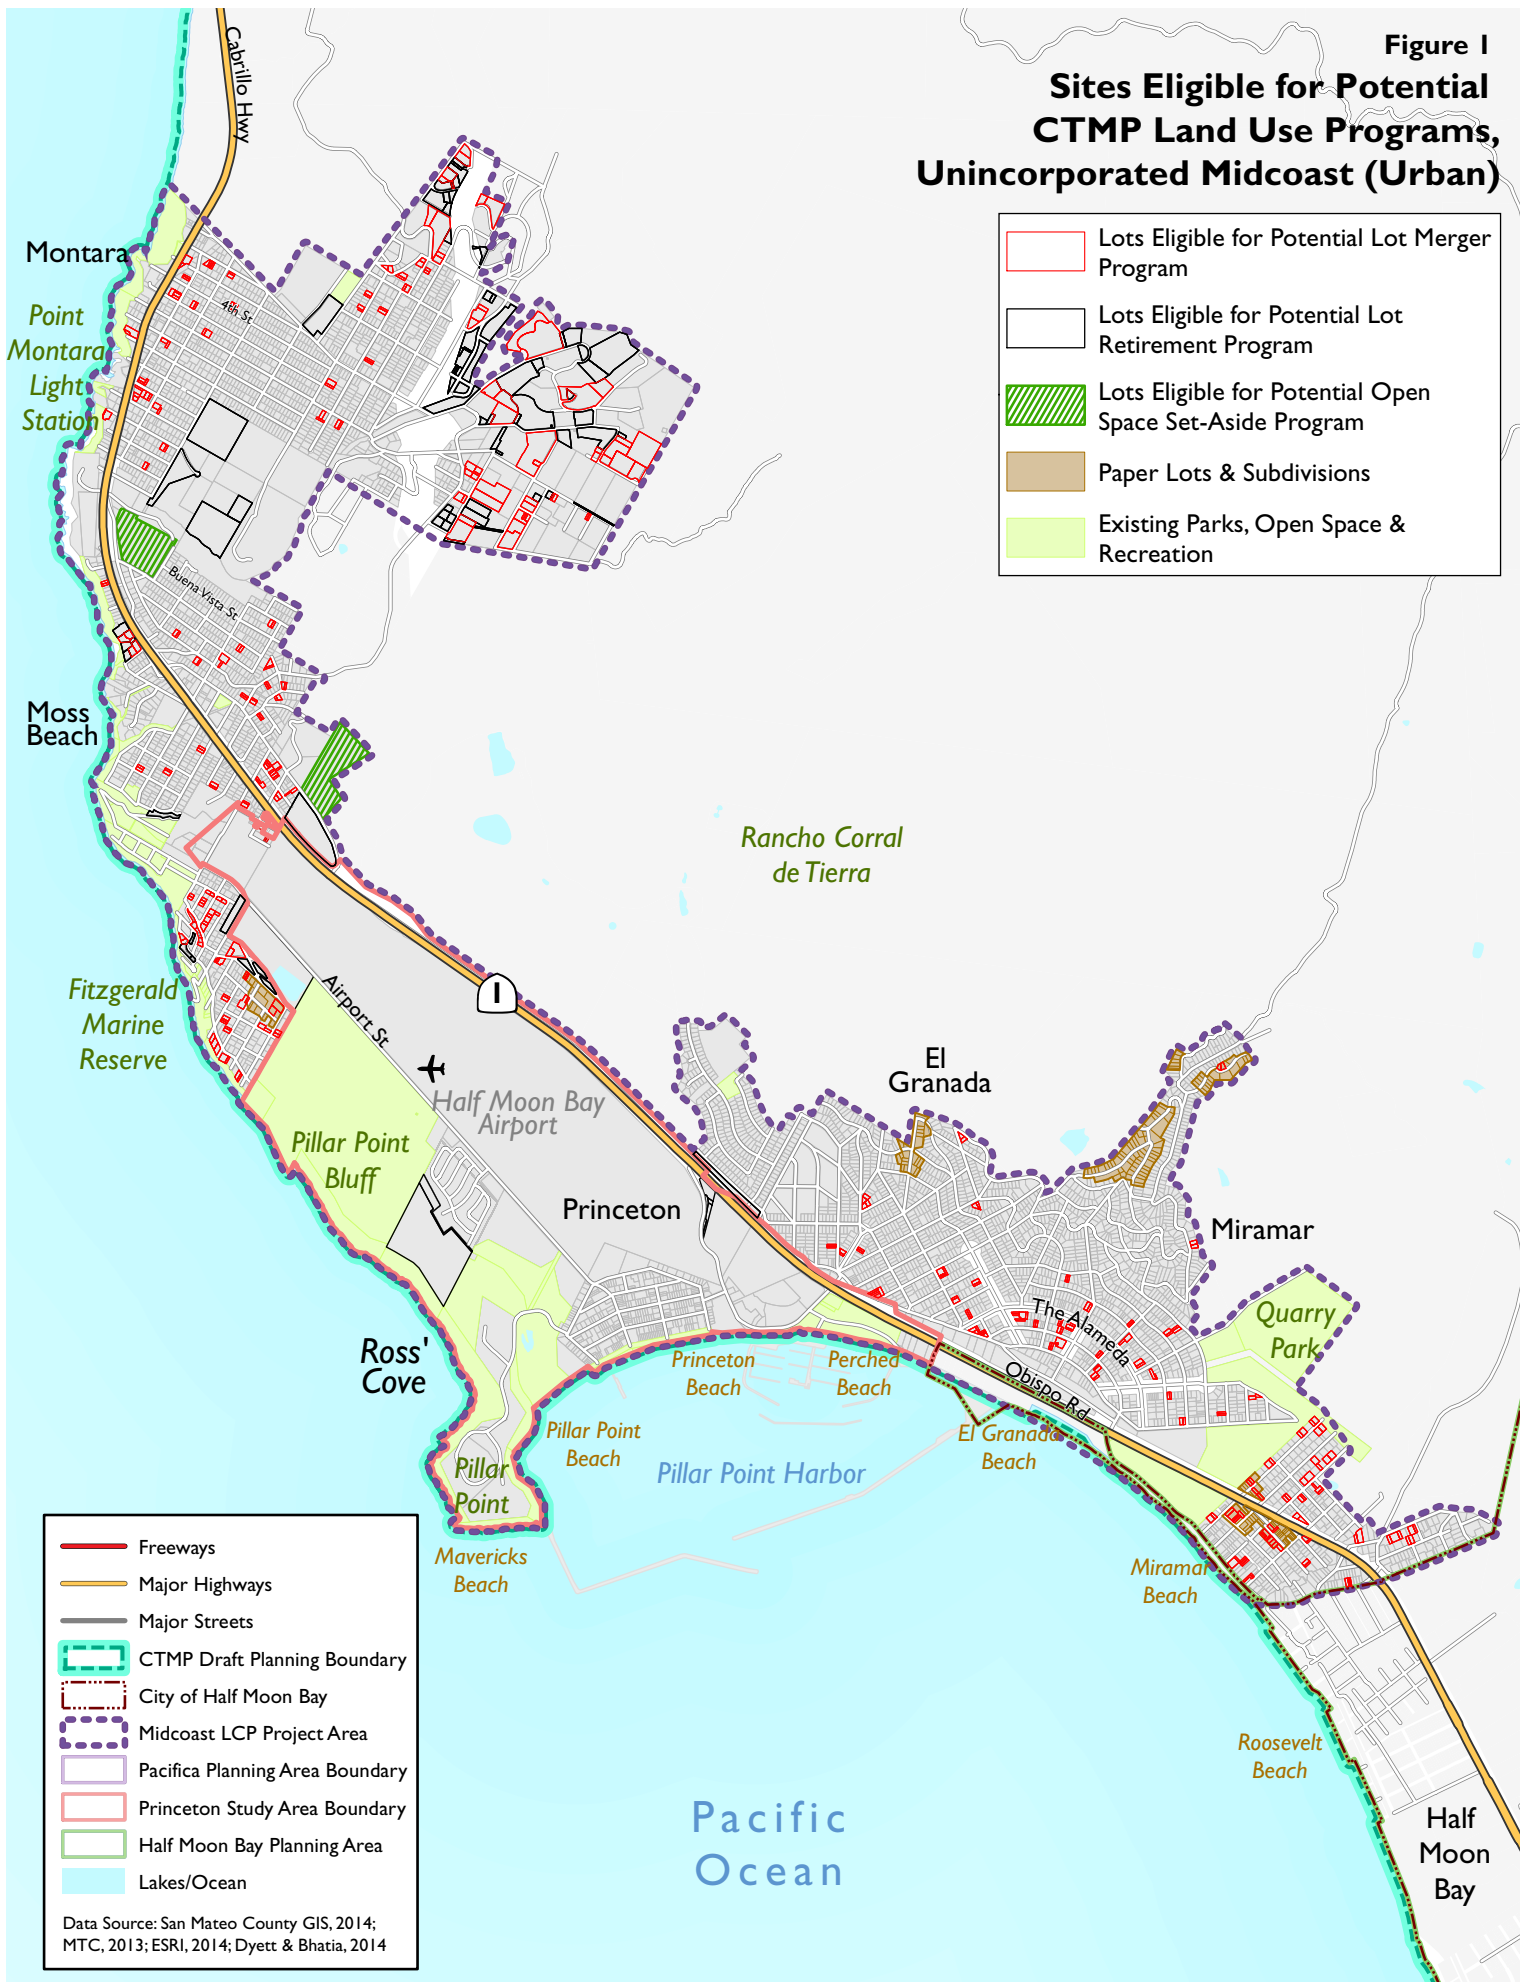 Figure 1
Sites Eligible for Potential
CTMP Land Use Programs,
Unincorporated Midcoast (Urban)
Lots Eligible for Potential Lot Merger
Program
Lots Eligible for Potential Lot
Retirement Program
Lots Eligible for Potential Open
Space Set-Aside Program
Paper Lots & Subdivisions
Existing Parks, Open Space &
Recreation
Cabrillo Hwy
Montara
Point
Montara
Light
Station
4th St
Buena Vista St
Moss
Beach
Rancho Corral
de Tierra
Fitzgerald
Marine
Reserve
Airport St
1
Half Moon Bay
Airport
El
Granada
Pillar Point
Bluff
Princeton
Miramar
Quarry
Park
The Alameda
Obispo Rd
Ross'
Cove
Princeton
Beach
Perched
Beach
El Granada
Beach
Pillar Point
Beach
Pillar Point Harbor
Pillar
Point
Mavericks
Beach
Miramar
Beach
Roosevelt
Beach
Pacific
Ocean
Half
Moon
Bay
Freeways
Major Highways
Major Streets
CTMP Draft Planning Boundary
City of Half Moon Bay
Midcoast LCP Project Area
Pacifica Planning Area Boundary
Princeton Study Area Boundary
Half Moon Bay Planning Area
Lakes/Ocean
Data Source: San Mateo County GIS, 2014;
MTC, 2013; ESRI, 2014; Dyett & Bhatia, 2014